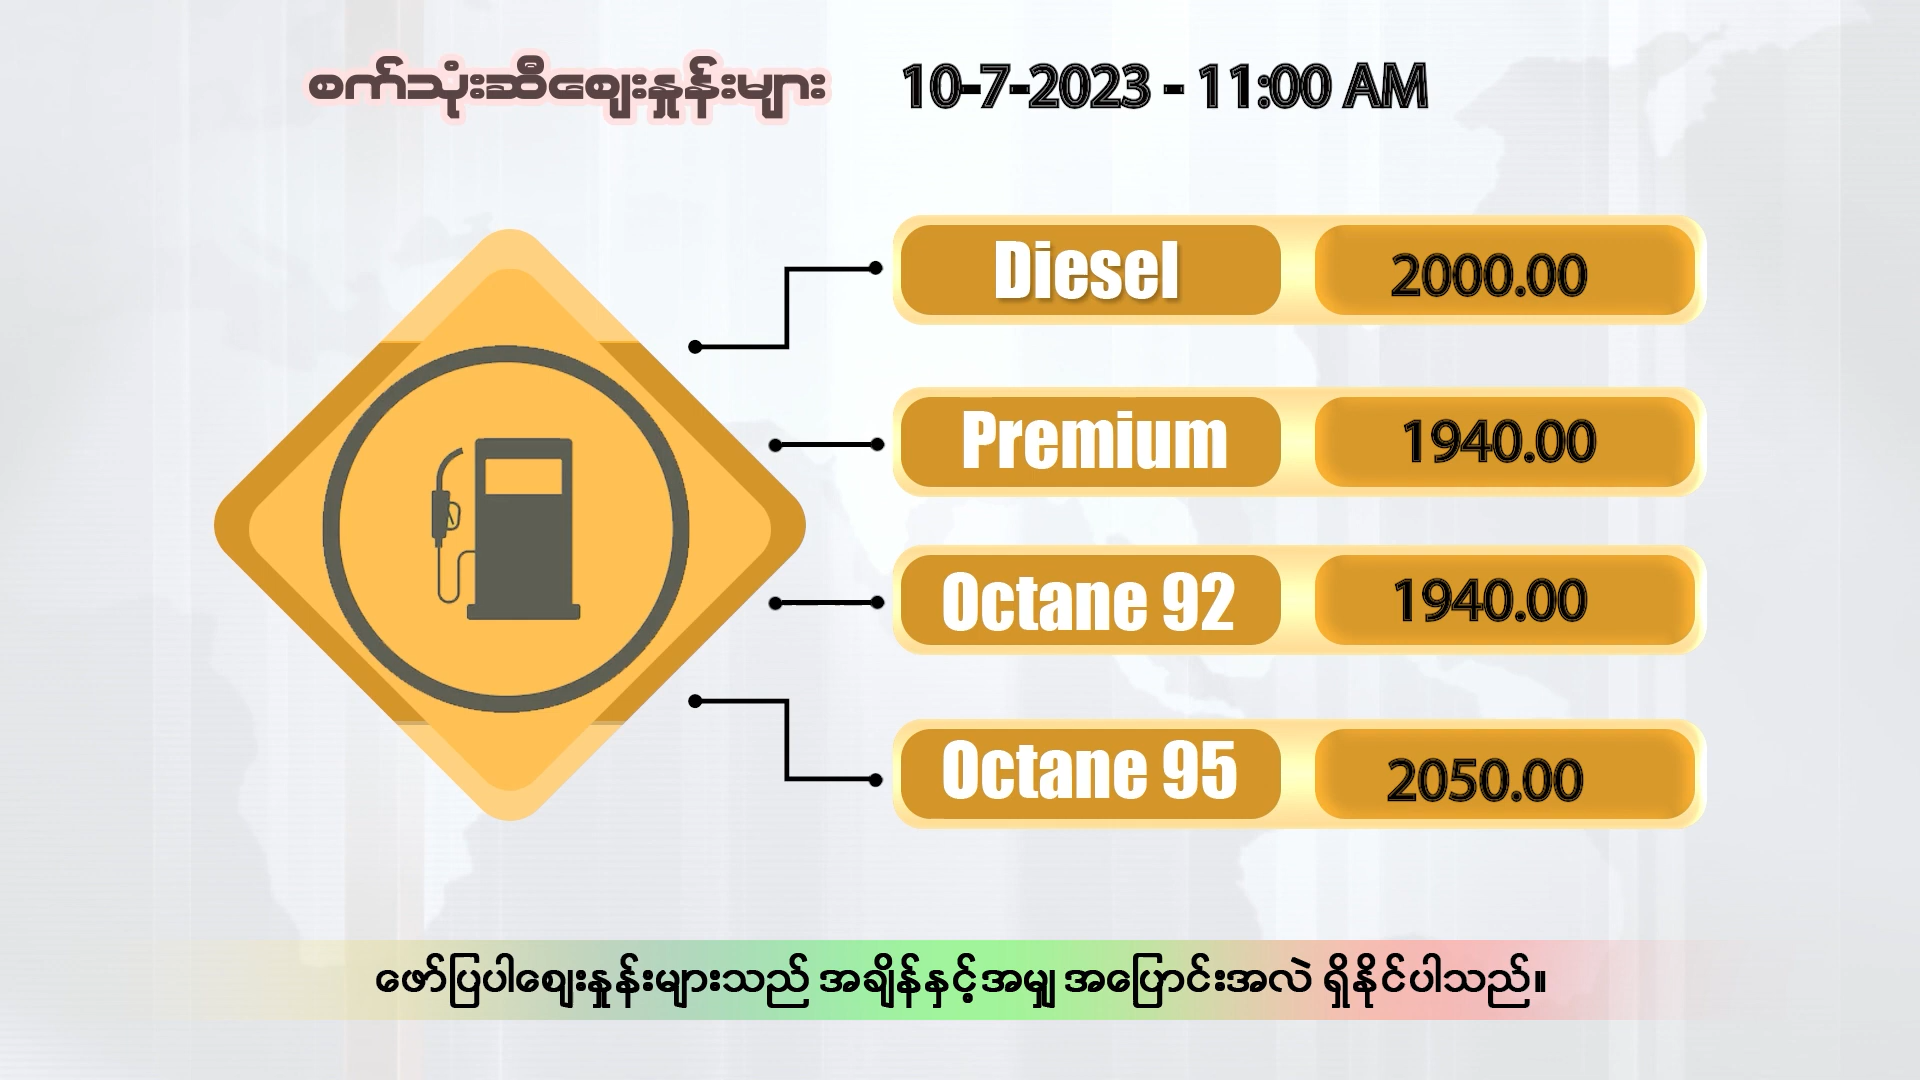 စက်သုံးဆီဈေးနှုန်းများ 10-7-2023 - 11:00 AM
Diesel 2000.00
Premium 1940.00
Octane 92 1940.00
Octane 95 2050.00
ဖော်ပြပါဈေးနှုန်းများသည် အချိန်နှင့်အမျှ အပြောင်းအလဲ ရှိနိုင်ပါသည်။